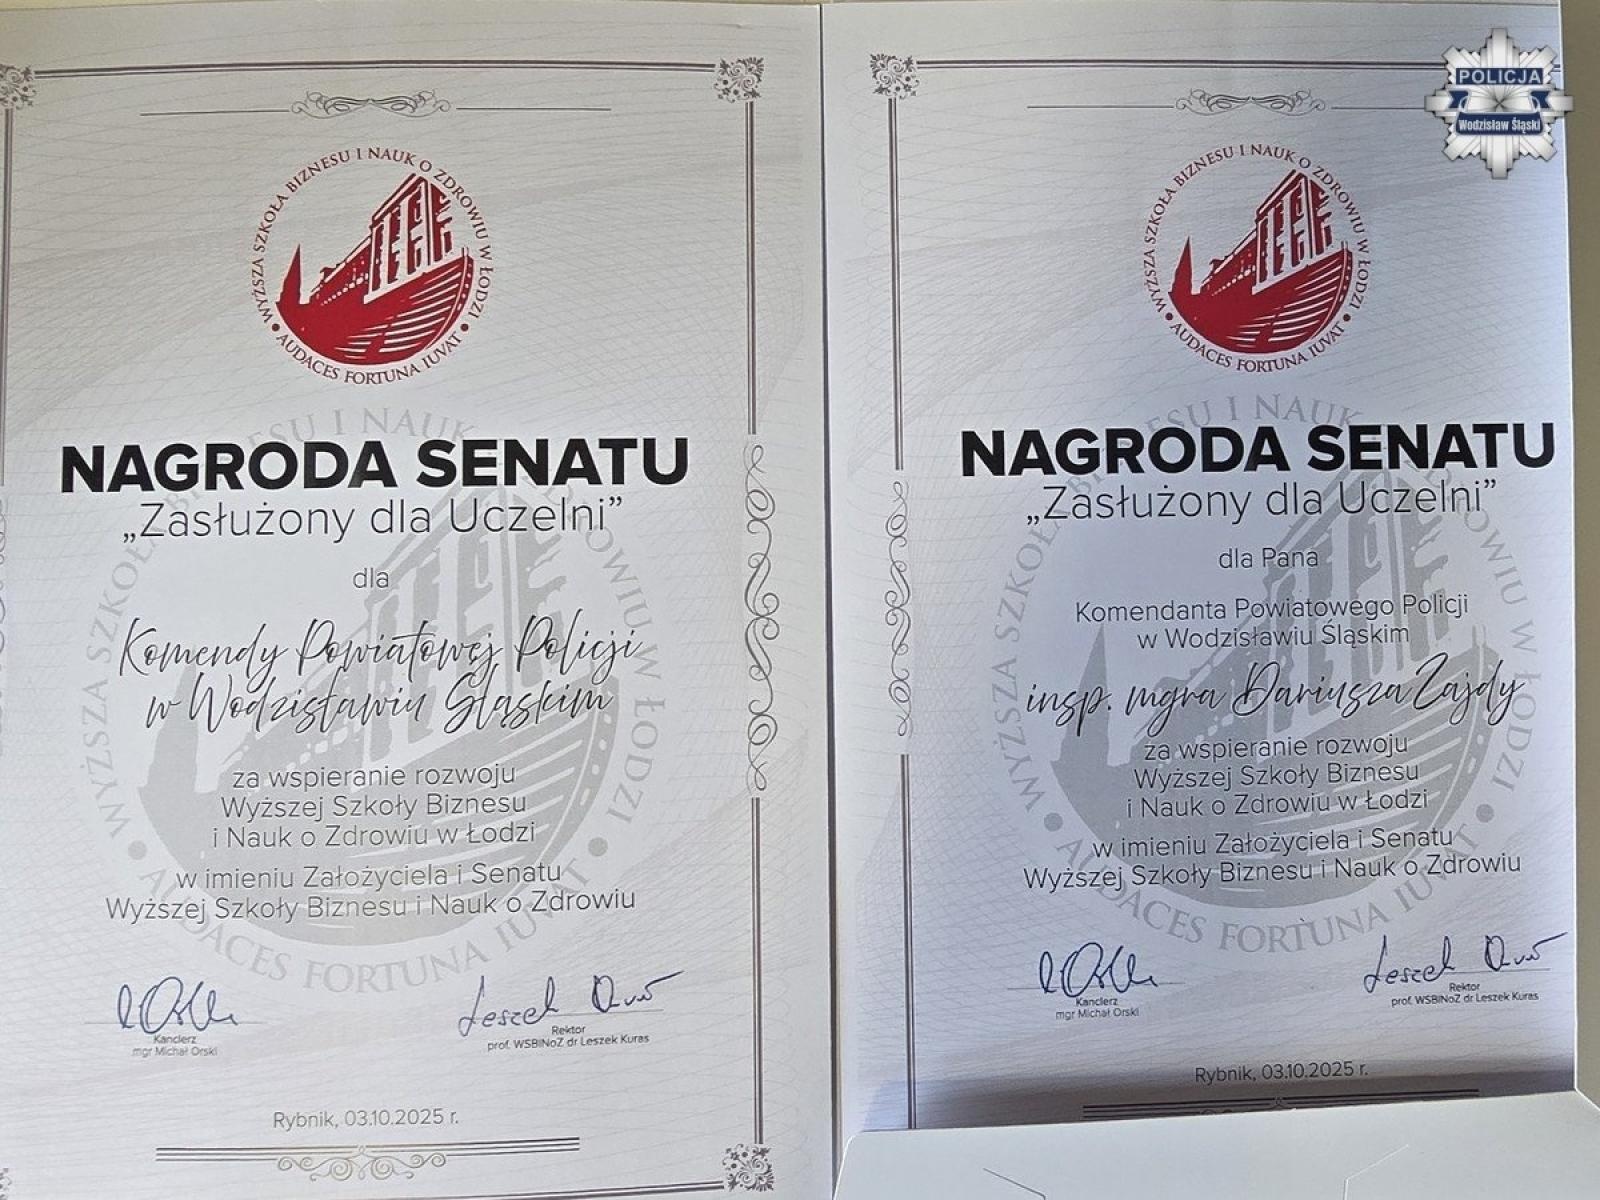 WYŻSZA SZKOŁA BIZNESU I NAUK O ZDROWIU W ŁODZI
AUDACES FORTUNA IUVAT
NAGRODA SENATU
„Zasłużony dla Uczelni”
dla
Komendy Powiatowej Policji
w Wodzisławiu Śląskim
za wspieranie rozwoju
Wyższej Szkoły Biznesu
i Nauk o Zdrowiu w Łodzi
w imieniu Założyciela i Senatu
Wyższej Szkoły Biznesu i Nauk o Zdrowiu
Kanclerz
mgr Michał Orski
Leszek Kuraś
Rektor
prof. WSBINoZ dr Leszek Kuras
Rybnik, 03.10.2025 r.
POLICJA
Wodzisław Śląski
WYŻSZA SZKOŁA BIZNESU I NAUK O ZDROWIU W ŁODZI
AUDACES FORTUNA IUVAT
NAGRODA SENATU
„Zasłużony dla Uczelni”
dla Pana
Komendanta Powiatowego Policji
w Wodzisławiu Śląskim
insp. mgra Dariusza Zajdy
za wspieranie rozwoju
Wyższej Szkoły Biznesu
i Nauk o Zdrowiu w Łodzi
w imieniu Założyciela i Senatu
Wyższej Szkoły Biznesu i Nauk o Zdrowiu
Kanclerz
mgr Michał Orski
Leszek Kuraś
Rektor
prof. WSBINoZ dr Leszek Kuras
Rybnik, 03.10.2025 r.